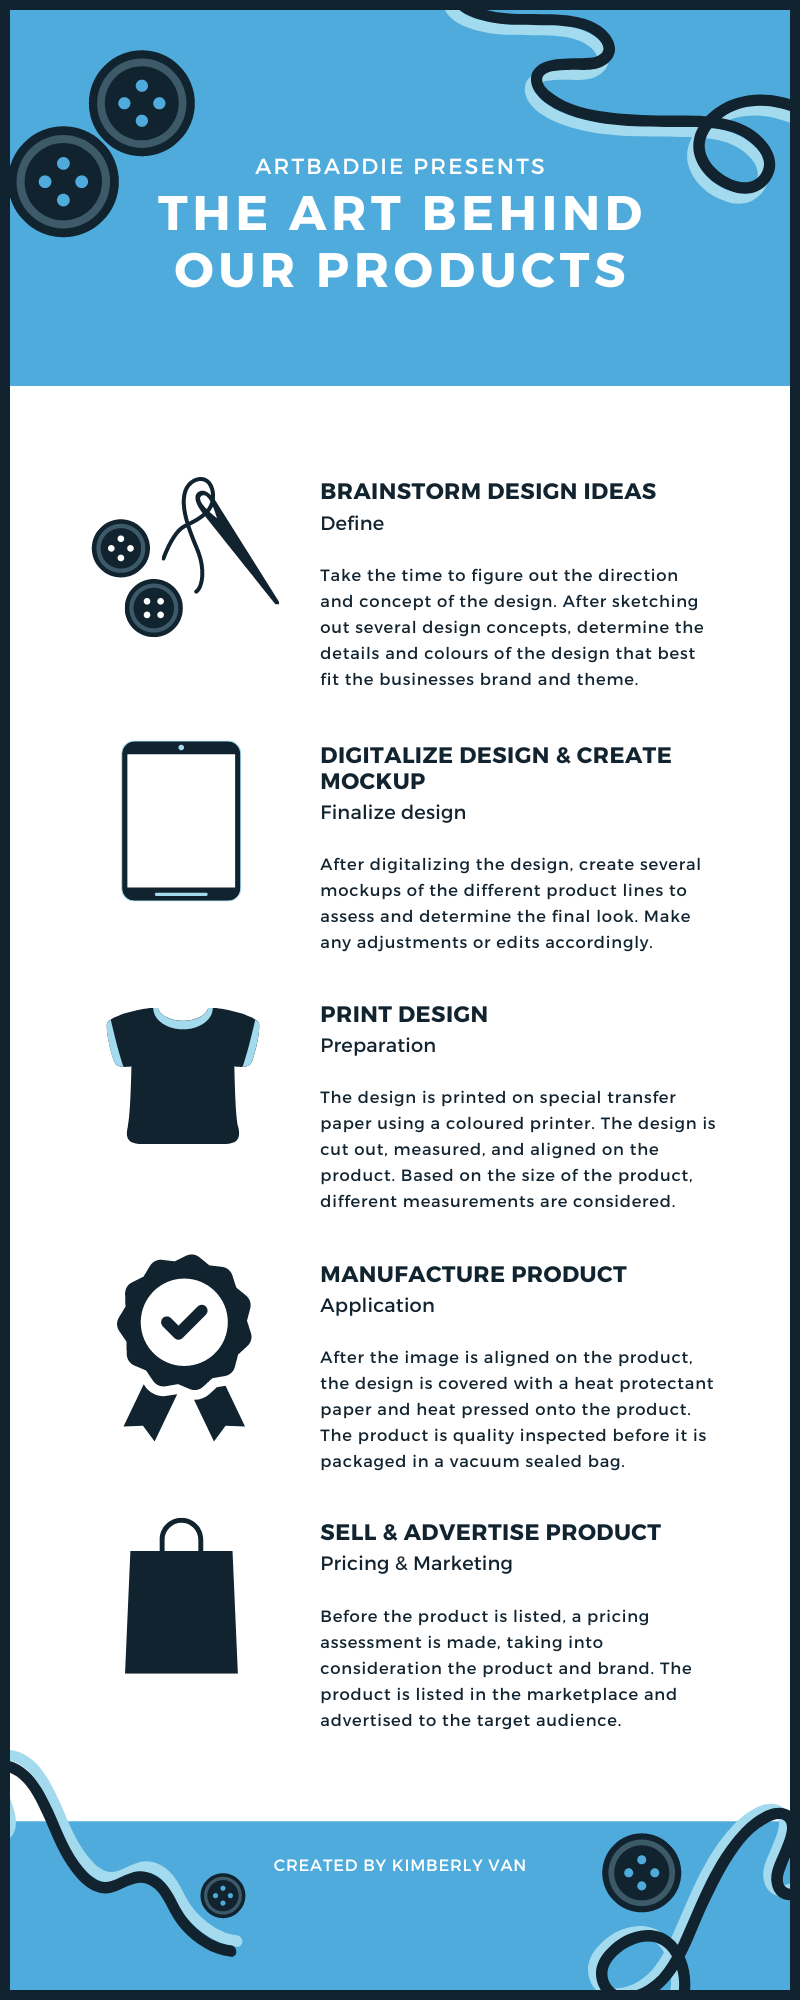 ARTBADDIE PRESENTS
THE ART BEHIND
OUR PRODUCTS
BRAINSTORM DESIGN IDEAS
Define
Take the time to figure out the direction
and concept of the design. After sketching
out several design concepts, determine the
details and colours of the design that best
fit the businesses brand and theme.
DIGITALIZE DESIGN & CREATE
MOCKUP
Finalize design
After digitalizing the design, create several
mockups of the different product lines to
assess and determine the final look. Make
any adjustments or edits accordingly.
PRINT DESIGN
Preparation
The design is printed on special transfer
paper using a coloured printer. The design is
cut out, measured, and aligned on the
product. Based on the size of the product,
different measurements are considered.
MANUFACTURE PRODUCT
Application
After the image is aligned on the product,
the design is covered with a heat protectant
paper and heat pressed onto the product.
The product is quality inspected before it is
packaged in a vacuum sealed bag.
SELL & ADVERTISE PRODUCT
Pricing & Marketing
Before the product is listed, a pricing
assessment is made, taking into
consideration the product and brand. The
product is listed in the marketplace and
advertised to the target audience.
CREATED BY KIMBERLY VAN